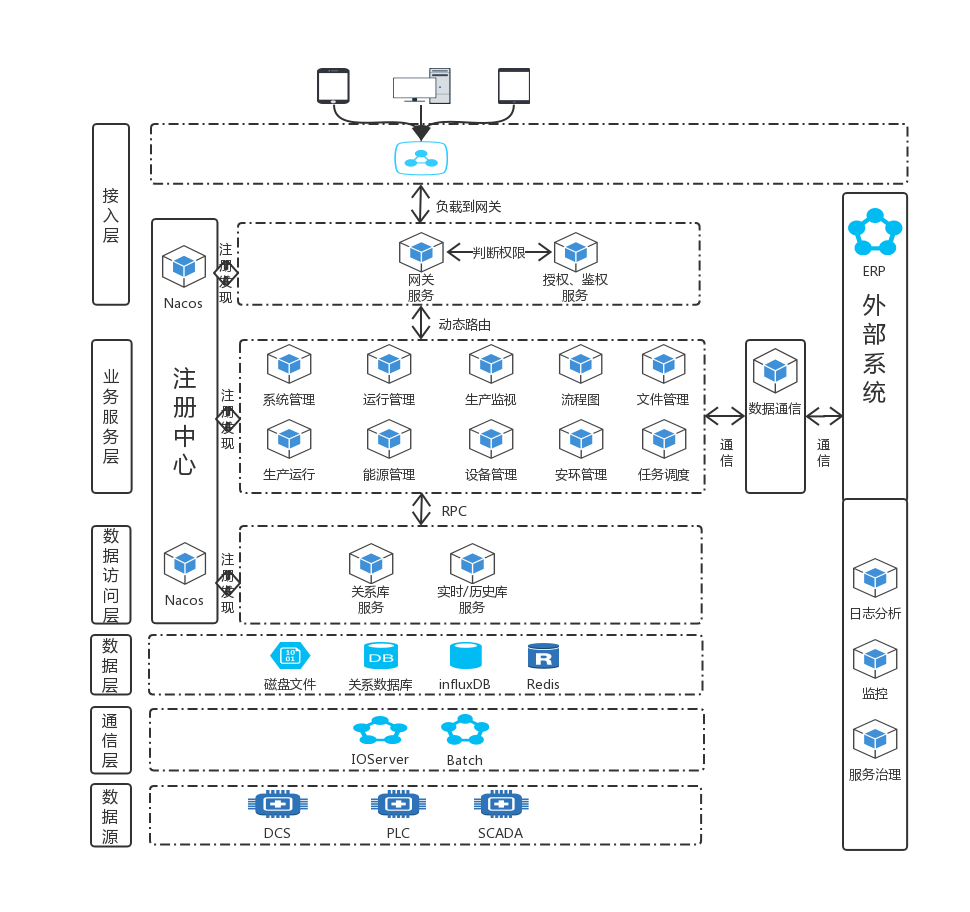 接
入
层
负载到网关
注
册
发
现
Nacos
网关
服务
判断权限
授权、鉴权
服务
ERP
外
部
系
统
动态路由
业
务
服
务
层
注
册
中
心
注
册
发
现
系统管理
运行管理
生产监视
流程图
文件管理
生产运行
能源管理
设备管理
安环管理
任务调度
通
信
数据通信
通
信
RPC
数
据
访
问
层
Nacos
注
册
发
现
关系库
服务
实时/历史库
服务
日志分析
监控
服务治理
数
据
层
10
01
磁盘文件
DB
关系数据库
influxDB
R
Redis
通
信
层
IOServer
Batch
数
据
源
DCS
PLC
SCADA